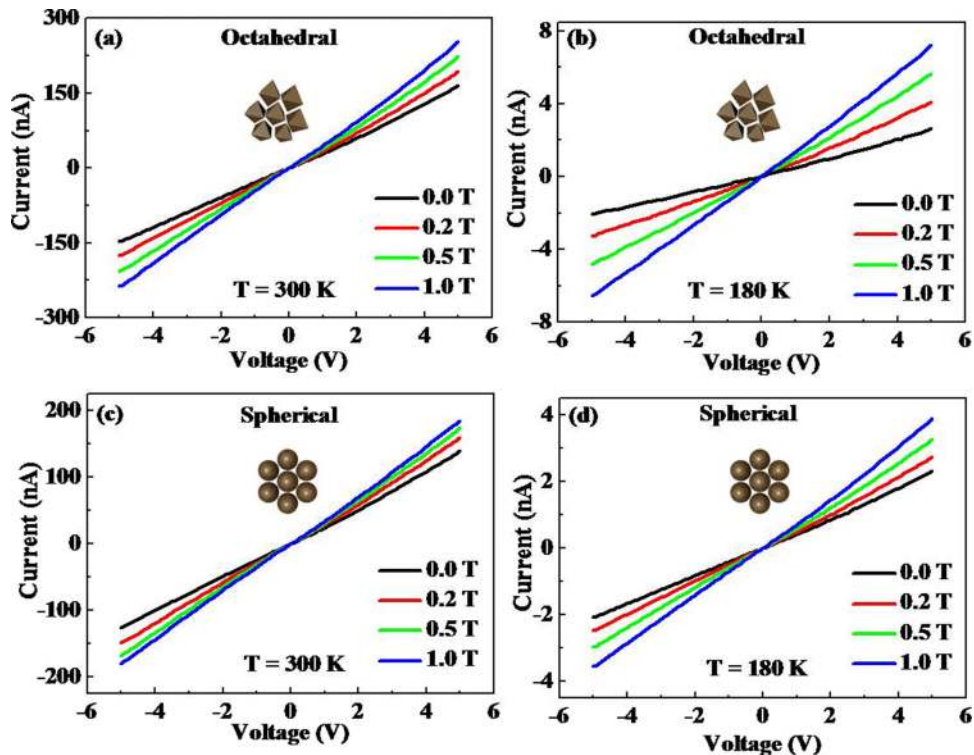 (a) Octahedral
300
150
0
-150
-300
Current (nA)
0.0 T
0.2 T
0.5 T
1.0 T
T = 300 K
-6 -4 -2 0 2 4 6
Voltage (V)
(b) Octahedral
8
4
0
-4
-8
Current (nA)
0.0 T
0.2 T
0.5 T
1.0 T
T = 180 K
-6 -4 -2 0 2 4 6
Voltage (V)
(c) Spherical
200
100
0
-100
-200
Current (nA)
0.0 T
0.2 T
0.5 T
1.0 T
T = 300 K
-6 -4 -2 0 2 4 6
Voltage (V)
(d) Spherical
4
2
0
-2
-4
Current (nA)
0.0 T
0.2 T
0.5 T
1.0 T
T = 180 K
-6 -4 -2 0 2 4 6
Voltage (V)